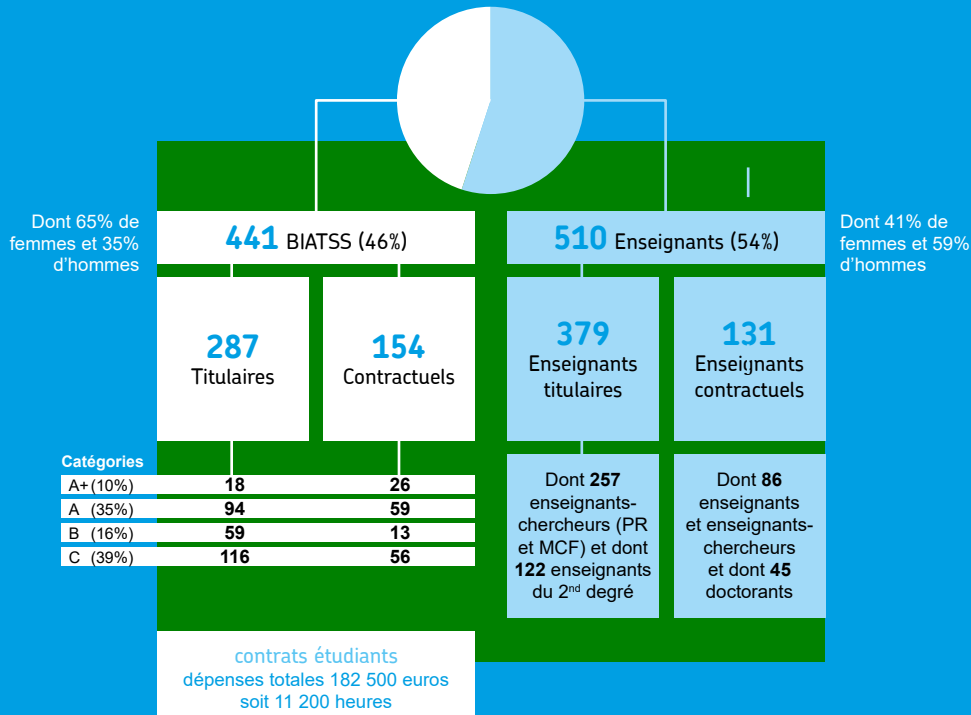 Dont 65% de
femmes et 35%
d'hommes
441 BIATSS (46%)
510 Enseignants (54%)
Dont 41% de
femmes et 59%
d'hommes
287
Titulaires
154
Contractuels
379
Enseignants
titulaires
131
Enseignants
contractuels
Catégories
A+ (10%) 18 26
A (35%) 94 59
B (16%) 59 13
C (39%) 116 56
Dont 257
enseignants-
chercheurs (PR
et MCF) et dont
122 enseignants
du 2nd degré
Dont 86
enseignants
et enseignants-
chercheurs
et dont 45
doctorants
contrats étudiants
dépenses totales 182 500 euros
soit 11 200 heures